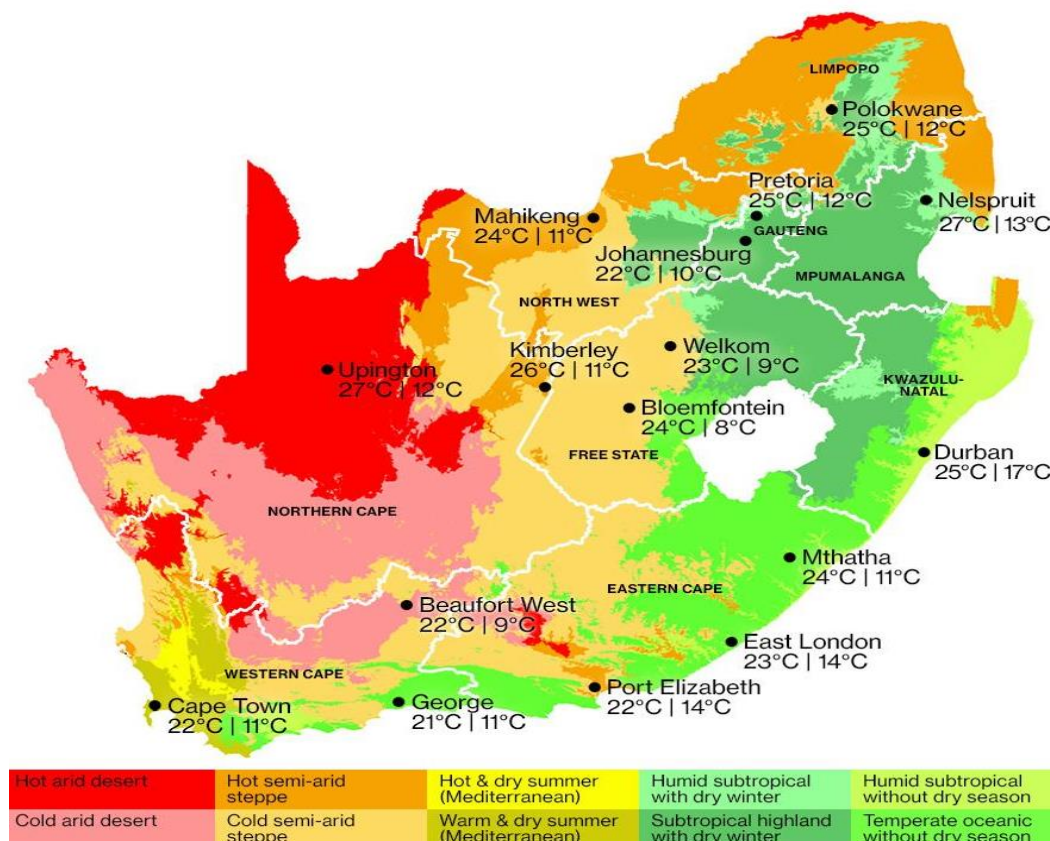 LIMPOPO
Polokwane
25°C | 12°C
Pretoria
25°C | 12°C
Nelspruit
27°C | 13°C
Mahikeng
24°C | 11°C
GAUTENG
Johannesburg
22°C | 10°C
MPUMALANGA
NORTH WEST
Kimberley
26°C | 11°C
Welkom
23°C | 9°C
Upington
27°C | 12°C
KWAZULU-
NATAL
Bloemfontein
24°C | 8°C
FREE STATE
Durban
25°C | 17°C
NORTHERN CAPE
Mthatha
24°C | 11°C
EASTERN CAPE
Beaufort West
22°C | 9°C
East London
23°C | 14°C
WESTERN CAPE
Port Elizabeth
22°C | 14°C
Cape Town
22°C | 11°C
George
21°C | 11°C
Hot arid desert
Hot semi-arid
steppe
Hot & dry summer
(Mediterranean)
Humid subtropical
with dry winter
Humid subtropical
without dry season
Cold arid desert
Cold semi-arid
steppe
Warm & dry summer
(Mediterranean)
Subtropical highland
with dry winter
Temperate oceanic
without dry season